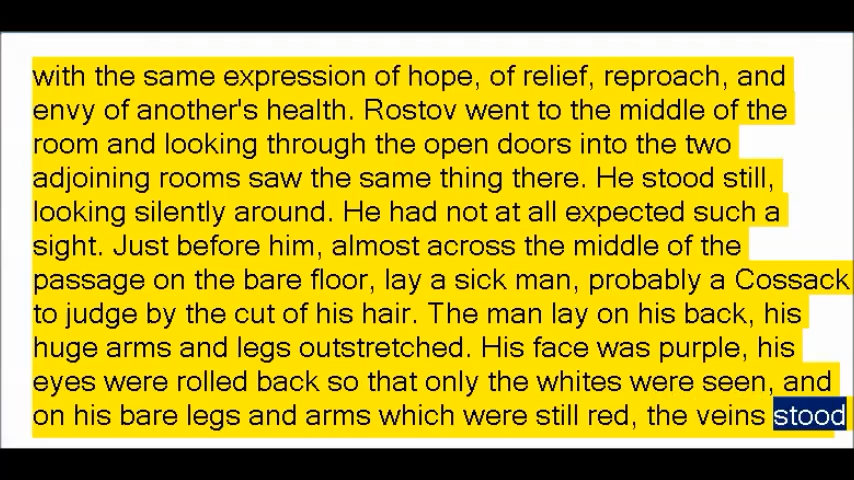 with the same expression of hope, of relief, reproach, and
envy of another's health. Rostov went to the middle of the
room and looking through the open doors into the two
adjoining rooms saw the same thing there. He stood still,
looking silently around. He had not at all expected such a
sight. Just before him, almost across the middle of the
passage on the bare floor, lay a sick man, probably a Cossack
to judge by the cut of his hair. The man lay on his back, his
huge arms and legs outstretched. His face was purple, his
eyes were rolled back so that only the whites were seen, and
on his bare legs and arms which were still red, the veins stood